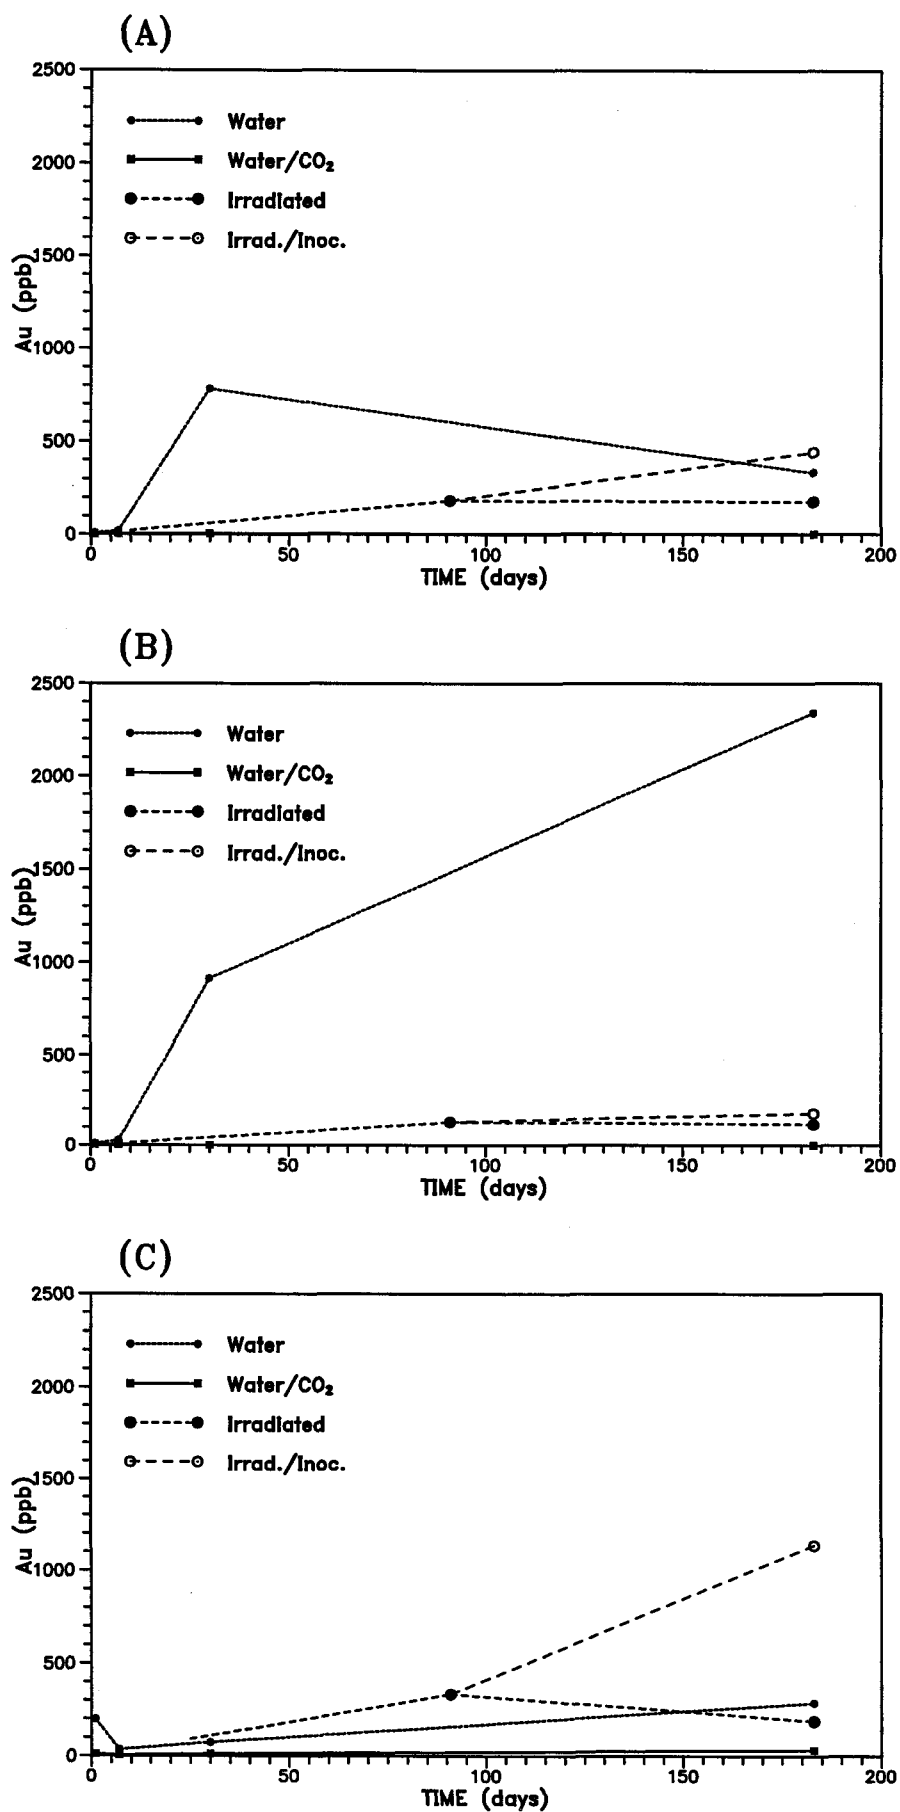 (A)
2500
2000
1500
1000
500
0
Au (ppb)
Water
Water/CO₂
Irradiated
Irrad./Inoc.
0 50 100 150 200
TIME (days)
(B)
2500
2000
1500
1000
500
0
Au (ppb)
Water
Water/CO₂
Irradiated
Irrad./Inoc.
0 50 100 150 200
TIME (days)
(C)
2500
2000
1500
1000
500
0
Au (ppb)
Water
Water/CO₂
Irradiated
Irrad./Inoc.
0 50 100 150 200
TIME (days)